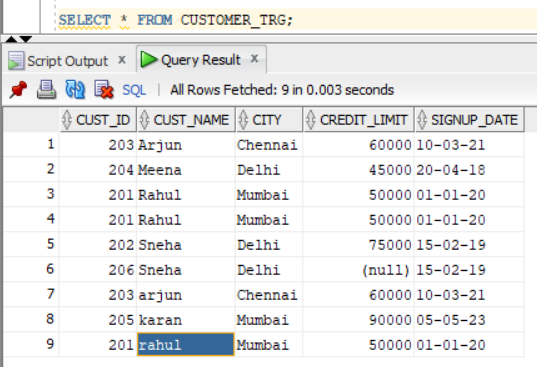 SELECT * FROM CUSTOMER_TRG;
Script Output x Query Result x
SQL | All Rows Fetched: 9 in 0.003 seconds
CUST_ID CUST_NAME CITY CREDIT_LIMIT SIGNUP_DATE
1 203 Arjun Chennai 60000 10-03-21
2 204 Meena Delhi 45000 20-04-18
3 201 Rahul Mumbai 50000 01-01-20
4 201 Rahul Mumbai 50000 01-01-20
5 202 Sneha Delhi 75000 15-02-19
6 206 Sneha Delhi (null) 15-02-19
7 203 arjun Chennai 60000 10-03-21
8 205 karan Mumbai 90000 05-05-23
9 201 rahul Mumbai 50000 01-01-20